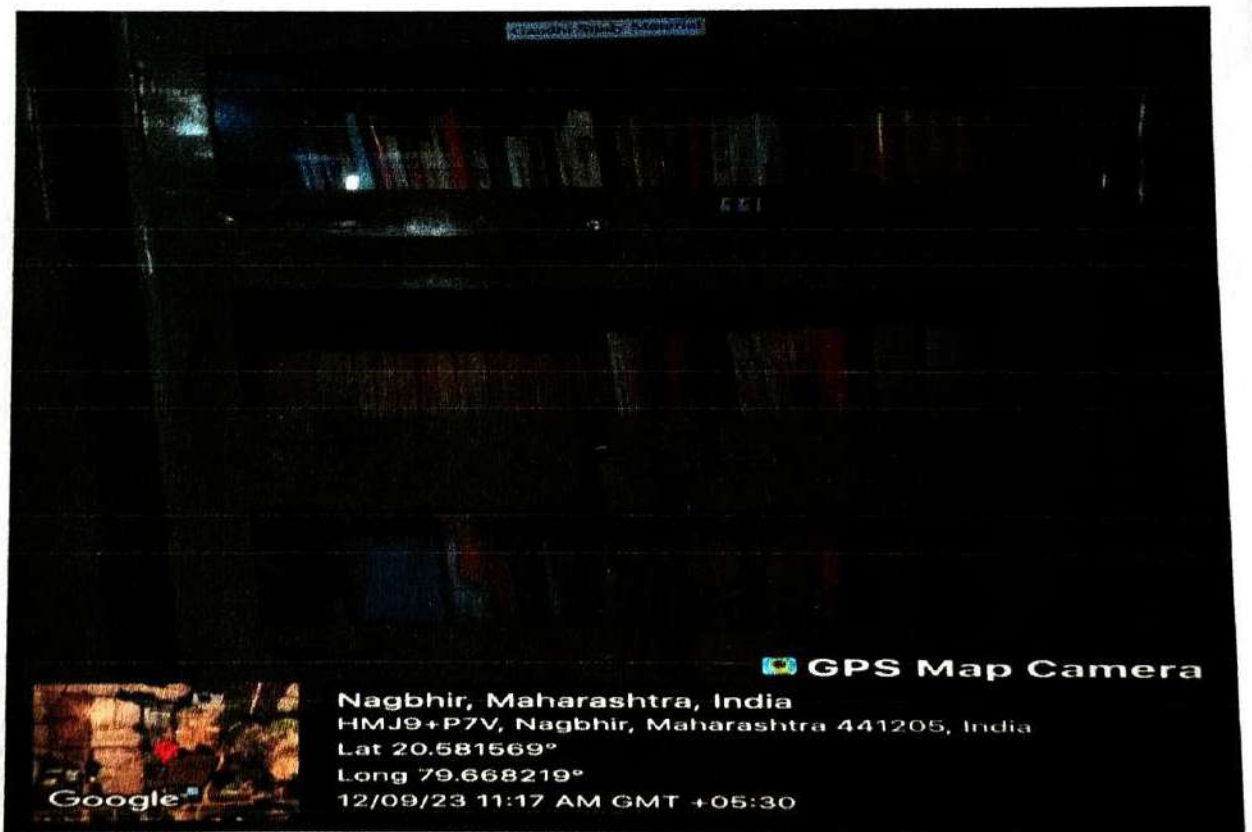 GPS Map Camera
Nagbhir, Maharashtra, India
HMJ9+P7V, Nagbhir, Maharashtra 441205, India
Lat 20.581569°
Long 79.668219°
12/09/23 11:17 AM GMT +05:30
Google